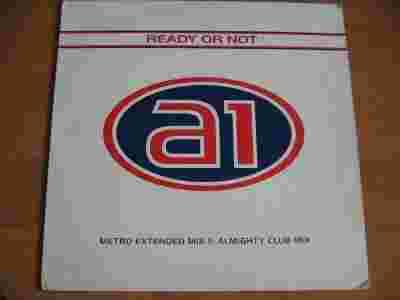 READY OR NOT
a1
METRO EXTENDED MIX & ALMIGHTY CLUB MIX